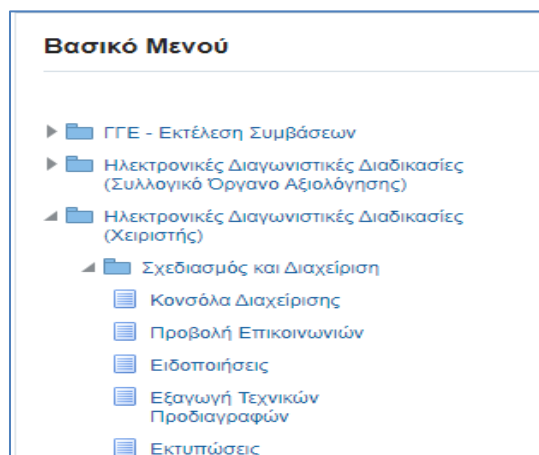 Βασικό Μενού
ΓΓΕ - Εκτέλεση Συμβάσεων
Ηλεκτρονικές Διαγωνιστικές Διαδικασίες
(Συλλογικό Όργανο Αξιολόγησης)
Ηλεκτρονικές Διαγωνιστικές Διαδικασίες
(Χειριστής)
Σχεδιασμός και Διαχείριση
Κονσόλα Διαχείρισης
Προβολή Επικοινωνιών
Ειδοποιήσεις
Εξαγωγή Τεχνικών
Προδιαγραφών
Εκτυπώσεις